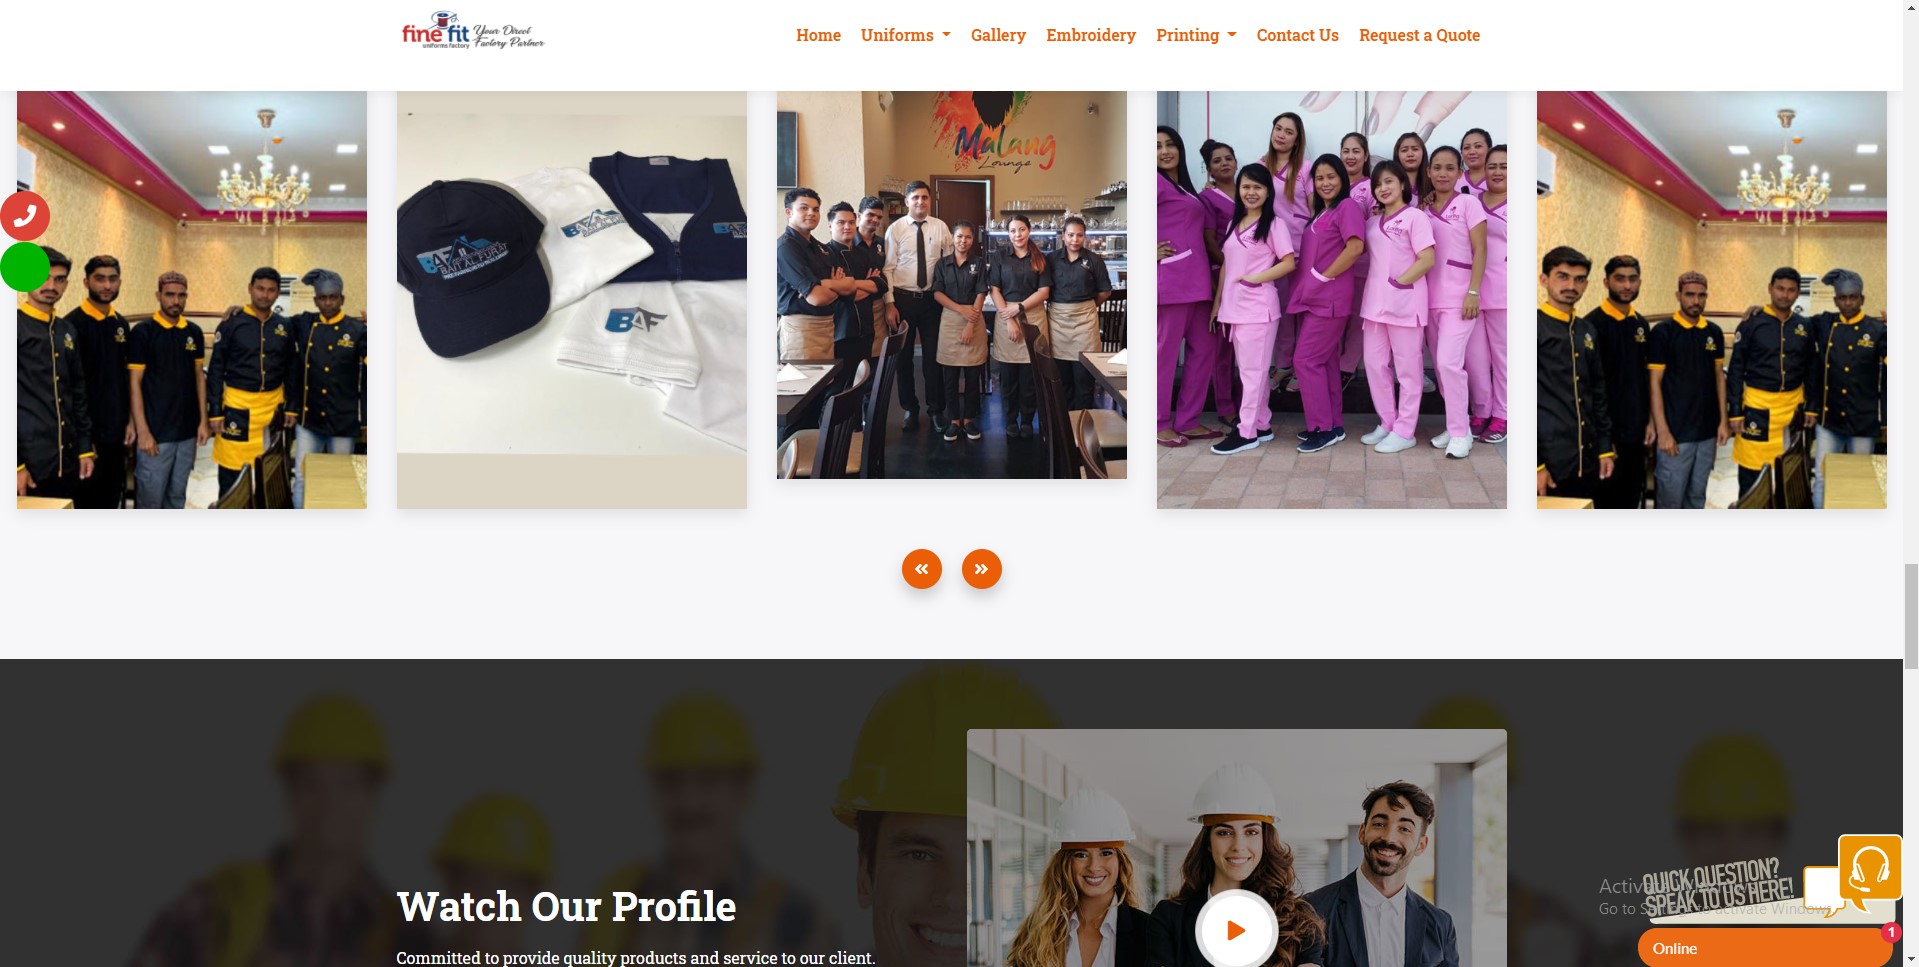 fine fit Your Direct
uniforms factory Factory Partner
Home Uniforms Gallery Embroidery Printing Contact Us Request a Quote
BAF
BAIT AL FURAT
BAF
Malang
Lounge
Watch Our Profile
Committed to provide quality products and service to our client.
QUICK QUESTION?
SPEAK TO US HERE!
Activate Windows
Go to Settings to activate Windows.
Online
1